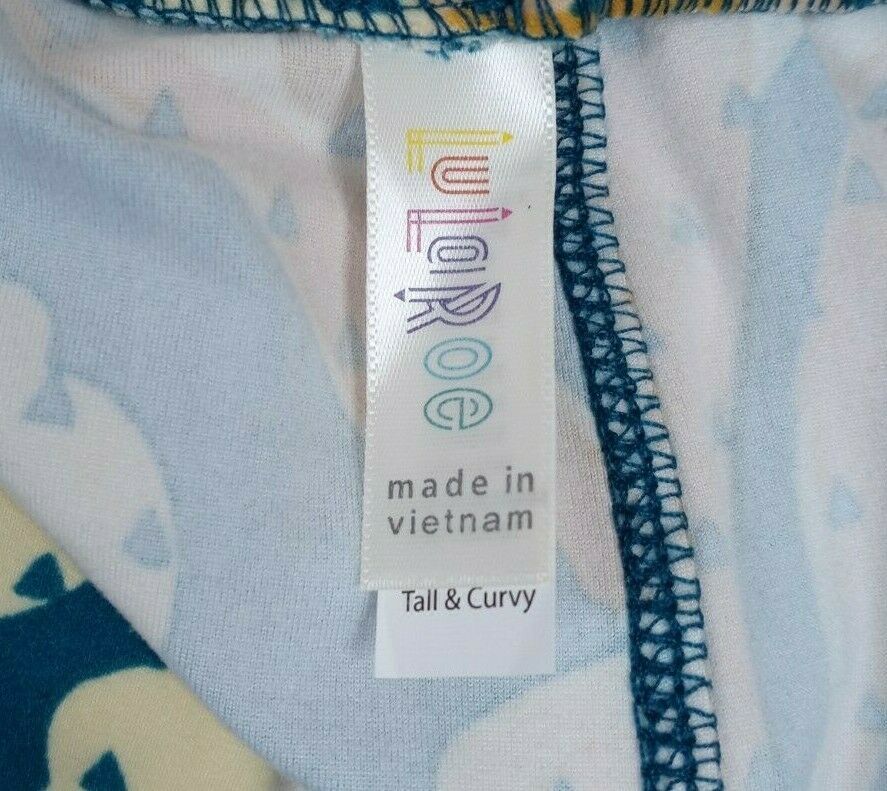 LuLaRoe
made in
vietnam
Tall & Curvy